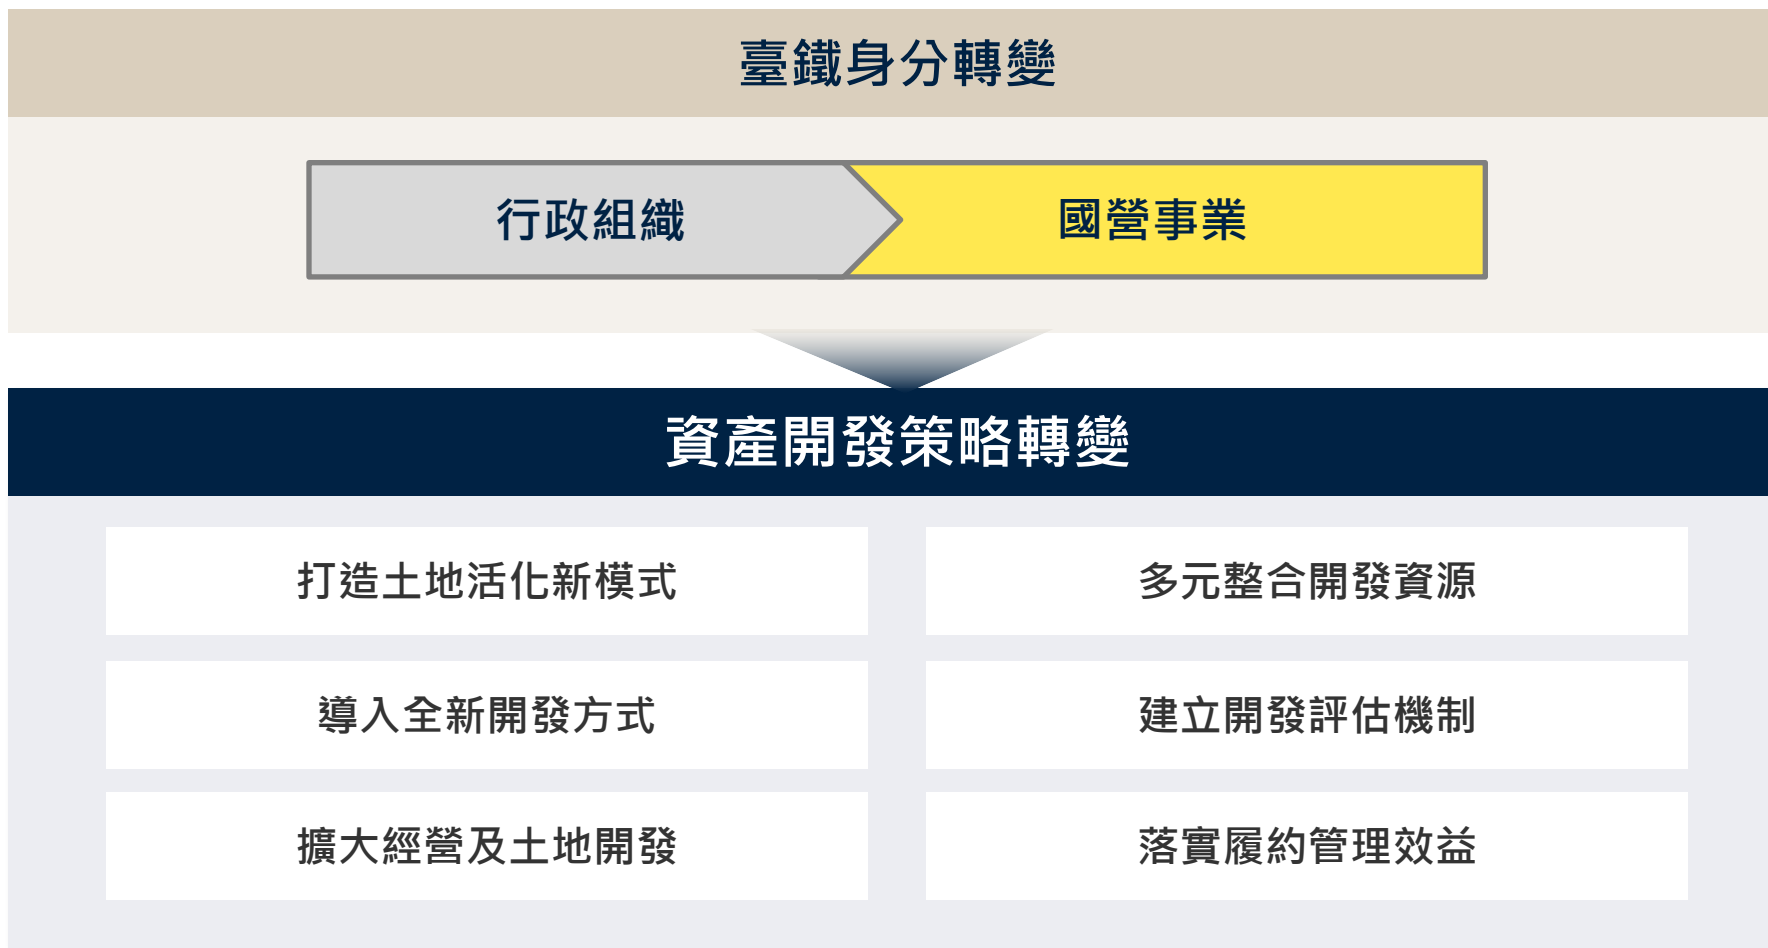 臺鐵身分轉變
行政組織
國營事業
資產開發策略轉變
打造土地活化新模式
多元整合開發資源
導入全新開發方式
建立開發評估機制
擴大經營及土地開發
落實履約管理效益